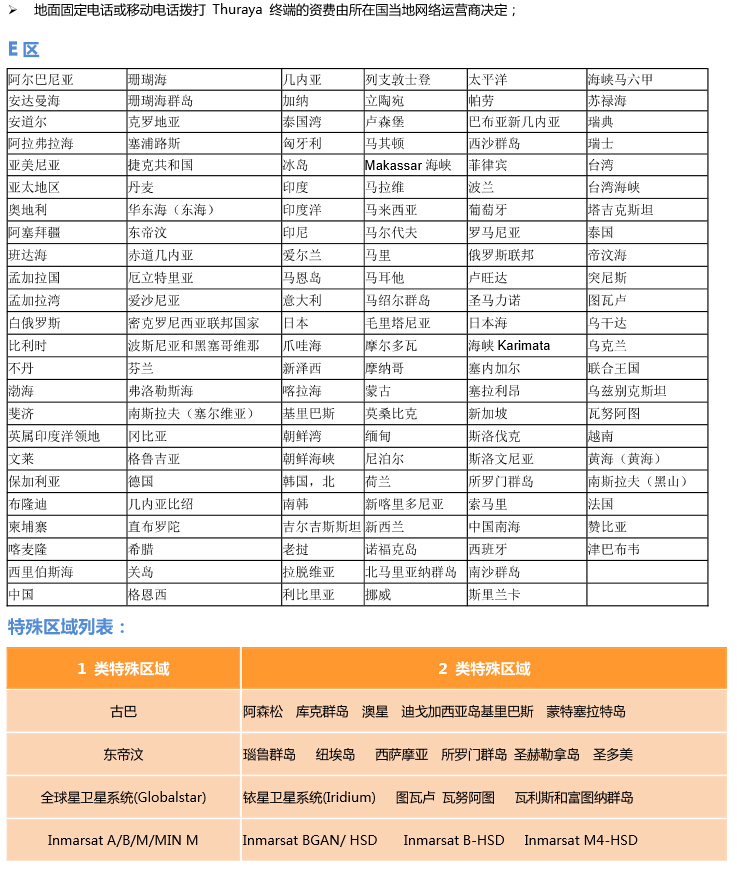 ➢ 地面固定电话或移动电话拨打 Thuraya 终端的资费由所在国当地网络运营商决定；
E 区
阿尔巴尼亚 珊瑚海 几内亚 列支敦士登 太平洋 海峡马六甲
安达曼海 珊瑚海群岛 加纳 立陶宛 帕劳 苏禄海
安道尔 克罗地亚 泰国湾 卢森堡 巴布亚新几内亚 瑞典
阿拉弗拉海 塞浦路斯 匈牙利 马其顿 西沙群岛 瑞士
亚美尼亚 捷克共和国 冰岛 Makassar 海峡 菲律宾 台湾
亚太地区 丹麦 印度 马拉维 波兰 台湾海峡
奥地利 华东海（东海） 印度洋 马米西亚 葡萄牙 塔吉克斯坦
阿塞拜疆 东帝汶 印尼 马尔代夫 罗马尼亚 泰国
班达海 赤道几内亚 爱尔兰 马里 俄罗斯联邦 帝汶海
孟加拉国 厄立特里亚 马恩岛 马耳他 卢旺达 突尼斯
孟加拉湾 爱沙尼亚 意大利 马绍尔群岛 圣马力诺 图瓦卢
白俄罗斯 密克罗尼西亚联邦国家 日本 毛里塔尼亚 日本海 乌干达
比利时 波斯尼亚和黑塞哥维那 爪哇海 摩尔多瓦 海峡 Karimata 乌克兰
不丹 芬兰 新泽西 摩纳哥 塞内加尔 联合王国
渤海 弗洛勒斯海 喀拉海 蒙古 塞拉利昂 乌兹别克斯坦
斐济 南斯拉夫（塞尔维亚） 基里巴斯 莫桑比克 新加坡 瓦努阿图
英属印度洋领地 冈比亚 朝鲜湾 缅甸 斯洛伐克 越南
文莱 格鲁吉亚 朝鲜海峡 尼泊尔 斯洛文尼亚 黄海（黄海）
保加利亚 德国 韩国，北 荷兰 所罗门群岛 南斯拉夫（黑山）
布隆迪 几内亚比绍 南韩 新喀里多尼亚 索马里 法国
柬埔寨 直布罗陀 吉尔吉斯斯坦 新西兰 中国南海 赞比亚
喀麦隆 希腊 老挝 诺福克岛 西班牙 津巴布韦
西里伯斯海 关岛 拉脱维亚 北马里亚纳群岛 南沙群岛
中国 格恩西 利比里亚 挪威 斯里兰卡
特殊区域列表：
1 类特殊区域 2 类特殊区域
古巴 阿森松 库克群岛 澳星 迪戈加西亚岛基里巴斯 蒙特塞拉特岛
东帝汶 瑙鲁群岛 纽埃岛 西萨摩亚 所罗门群岛 圣赫勒拿岛 圣多美
全球星卫星系统(Globalstar) 铱星卫星系统(Iridium) 图瓦卢 瓦努阿图 瓦利斯和富图纳群岛
Inmarsat A/B/M/MIN M Inmarsat BGAN/ HSD Inmarsat B-HSD Inmarsat M4-HSD